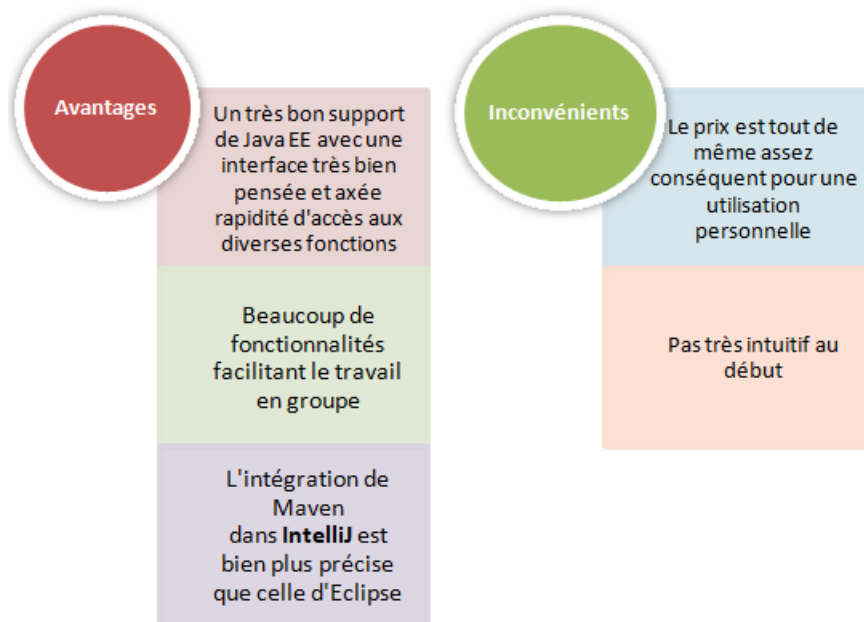 Avantages
Un très bon support
de Java EE avec une
interface très bien
pensée et axée
rapidité d'accès aux
diverses fonctions
Beaucoup de
fonctionnalités
facilitant le travail
en groupe
L'intégration de
Maven
dans IntelliJ est
bien plus précise
que celle d'Eclipse
Inconvénients
Le prix est tout de
même assez
conséquent pour une
utilisation
personnelle
Pas très intuitif au
début